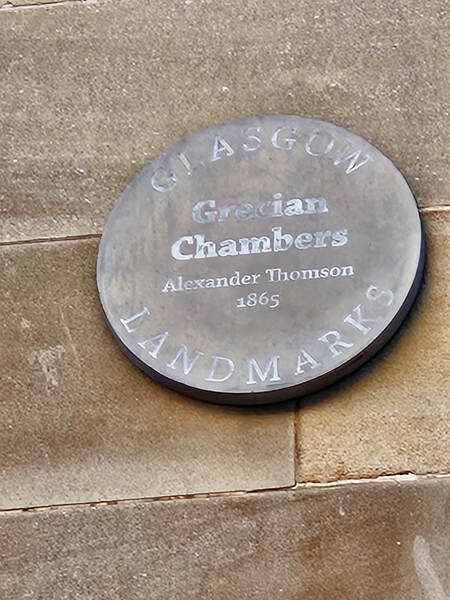 GLASGOW
Grecian
Chambers
Alexander Thomson
1865
LANDMARKS